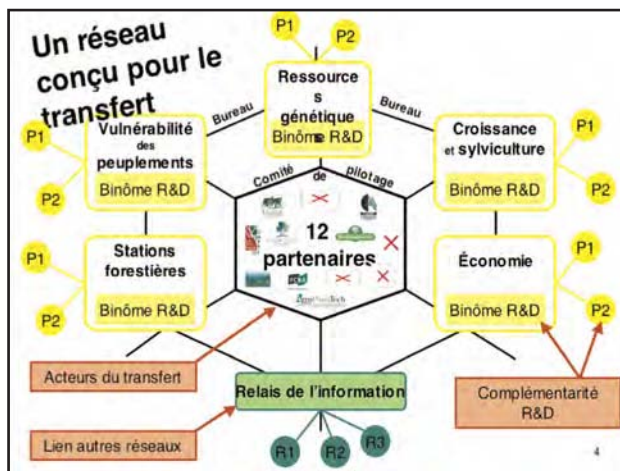 Un réseau
conçu pour le
transfert
P1
P2
Ressource
s
génétique
s
Binôme R&D
Bureau
Bureau
Vulnérabilité
des
peuplements
Binôme R&D
P1
P2
Croissance
et sylviculture
Binôme R&D
P1
P2
Comité de pilotage
12
partenaires
AgroParisTech
Stations
forestières
Binôme R&D
P1
P2
Économie
Binôme R&D
P1
P2
Acteurs du transfert
Relais de l'information
Complémentarité
R&D
Lien autres réseaux
R1
R2
R3
4